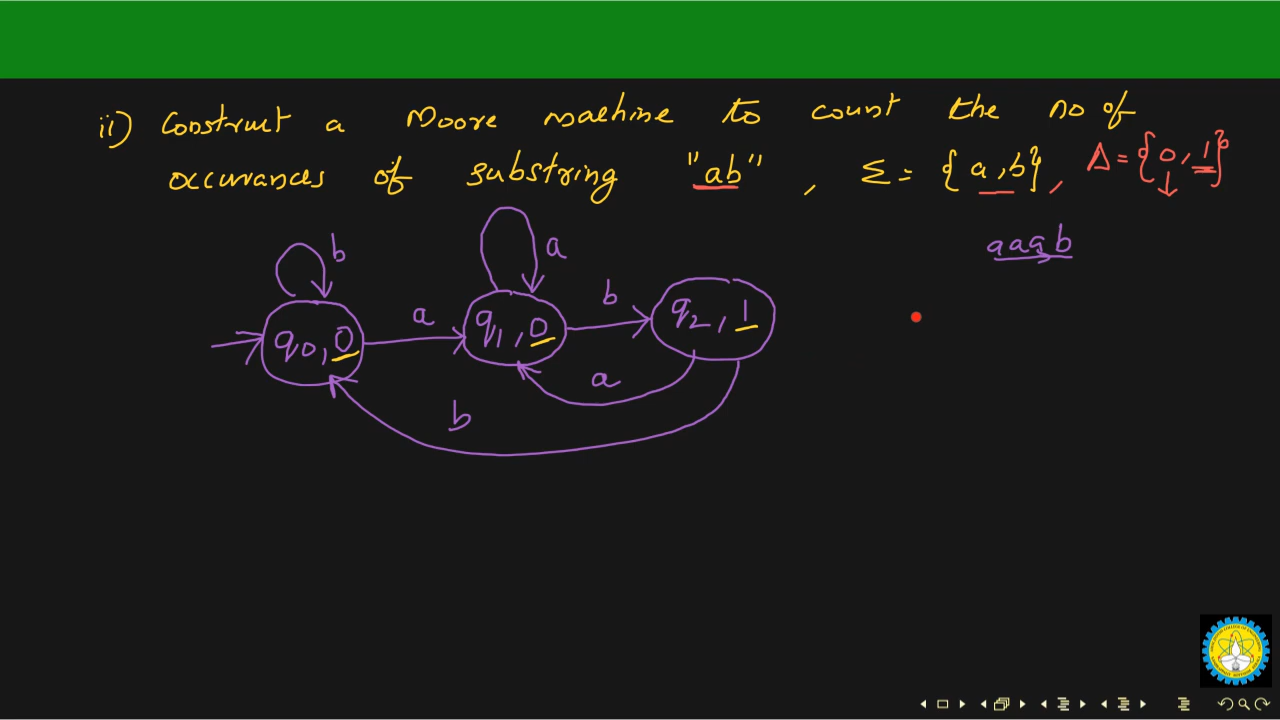 ii) Construct a Moore machine to count the no of
occurances of substring "ab" , Σ = {a,b} , Δ = {0,1}
aaab
b
a
a
b
q0,0
q1,0
q2,1
a
b